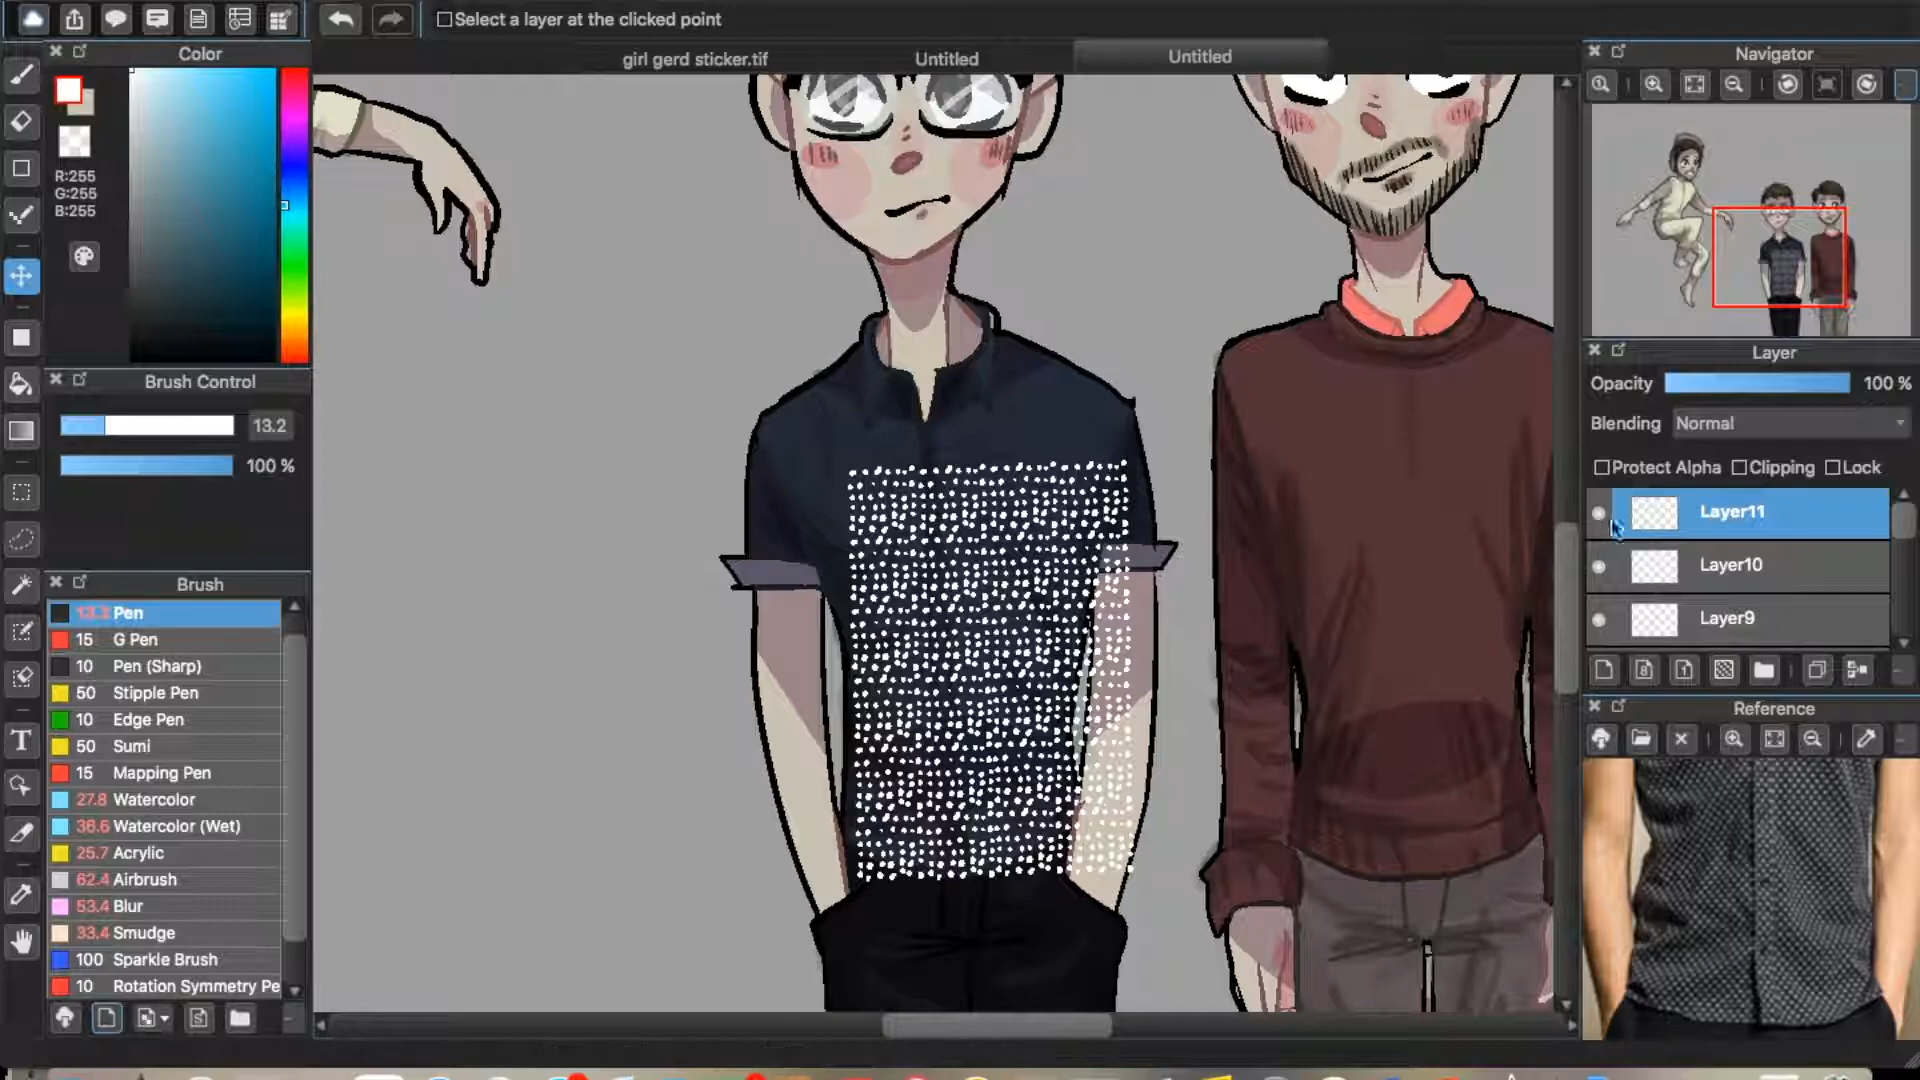 Select a layer at the clicked point
girl gerd sticker.tif
Untitled
Untitled
Color
R:255
G:255
B:255
Brush Control
13.2
100 %
Brush
13.2 Pen
15 G Pen
10 Pen (Sharp)
50 Stipple Pen
10 Edge Pen
50 Sumi
15 Mapping Pen
27.8 Watercolor
36.6 Watercolor (Wet)
25.7 Acrylic
62.4 Airbrush
53.4 Blur
33.4 Smudge
100 Sparkle Brush
10 Rotation Symmetry Pe
Navigator
Layer
Opacity 100 %
Blending Normal
Protect Alpha Clipping Lock
Layer11
Layer10
Layer9
Reference